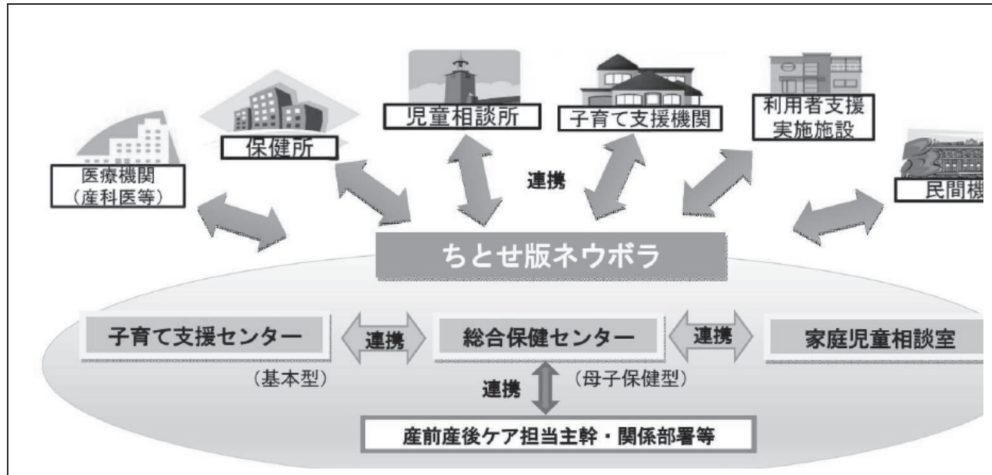 医療機関
(産科医等)
保健所
児童相談所
子育て支援機関
利用者支援
実施施設
民間機
連携
ちとせ版ネウボラ
子育て支援センター
連携
総合保健センター
連携
家庭児童相談室
(基本型)
連携
(母子保健型)
産前産後ケア担当主幹・関係部署等